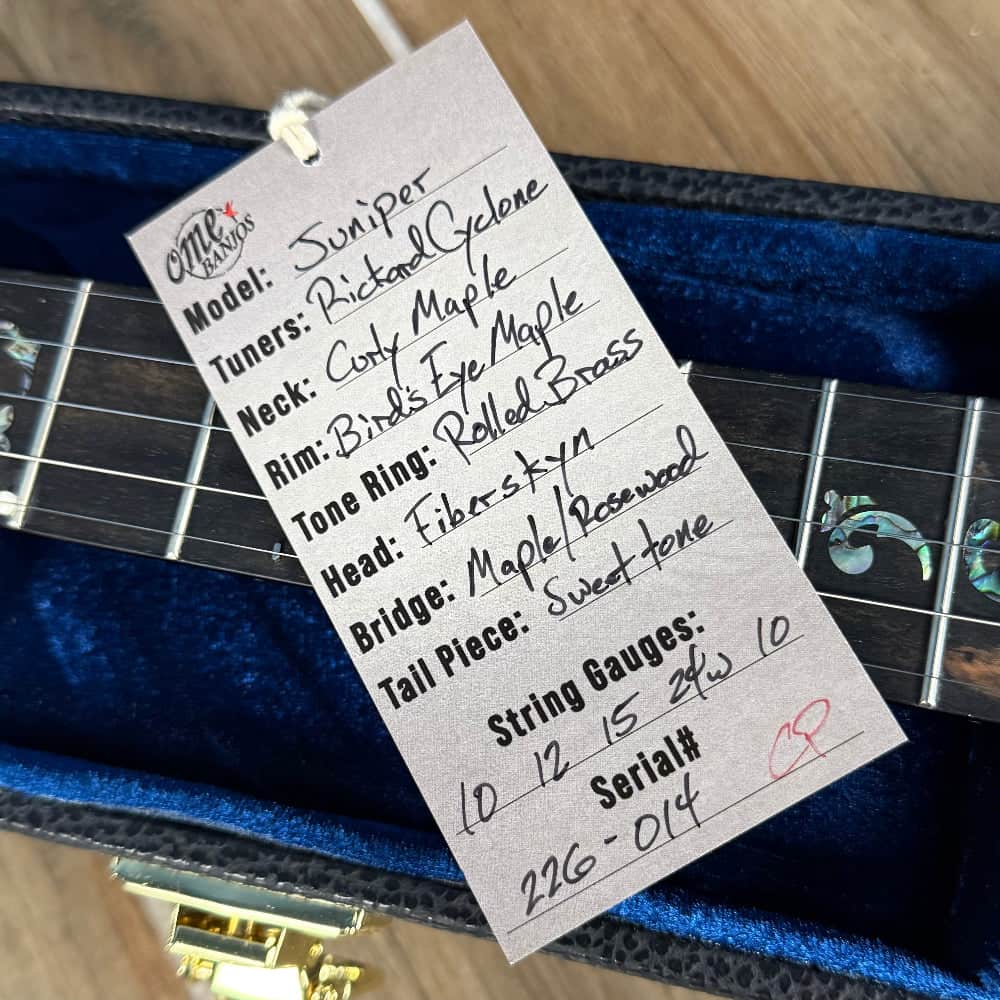 OME
BANJOS
Model: Juniper
Tuners: Rickard Cyclone
Neck: Curly Maple
Rim: Bird's Eye Maple
Tone Ring: Rolled Brass
Head: Fiberskyn
Bridge: Maple/Rosewood
Tail Piece: Sweet tone
String Gauges:
10 12 15 24w 10
Serial#
226-014
CP